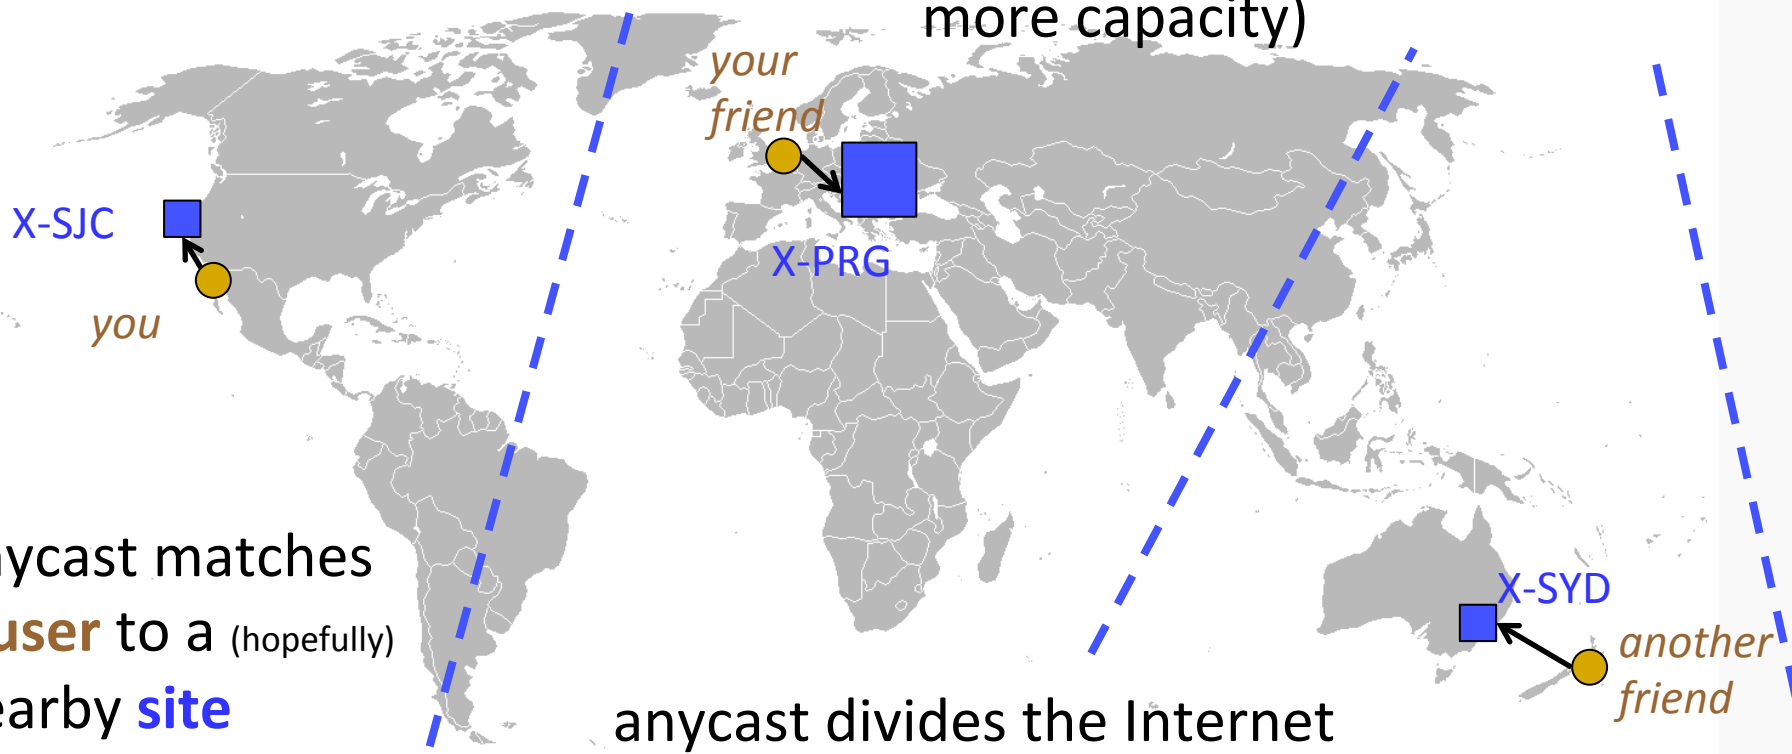 more capacity)
your
friend
X-SJC
X-PRG
you
nycast matches
user to a (hopefully)
earby site
X-SYD
another
friend
anycast divides the Internet